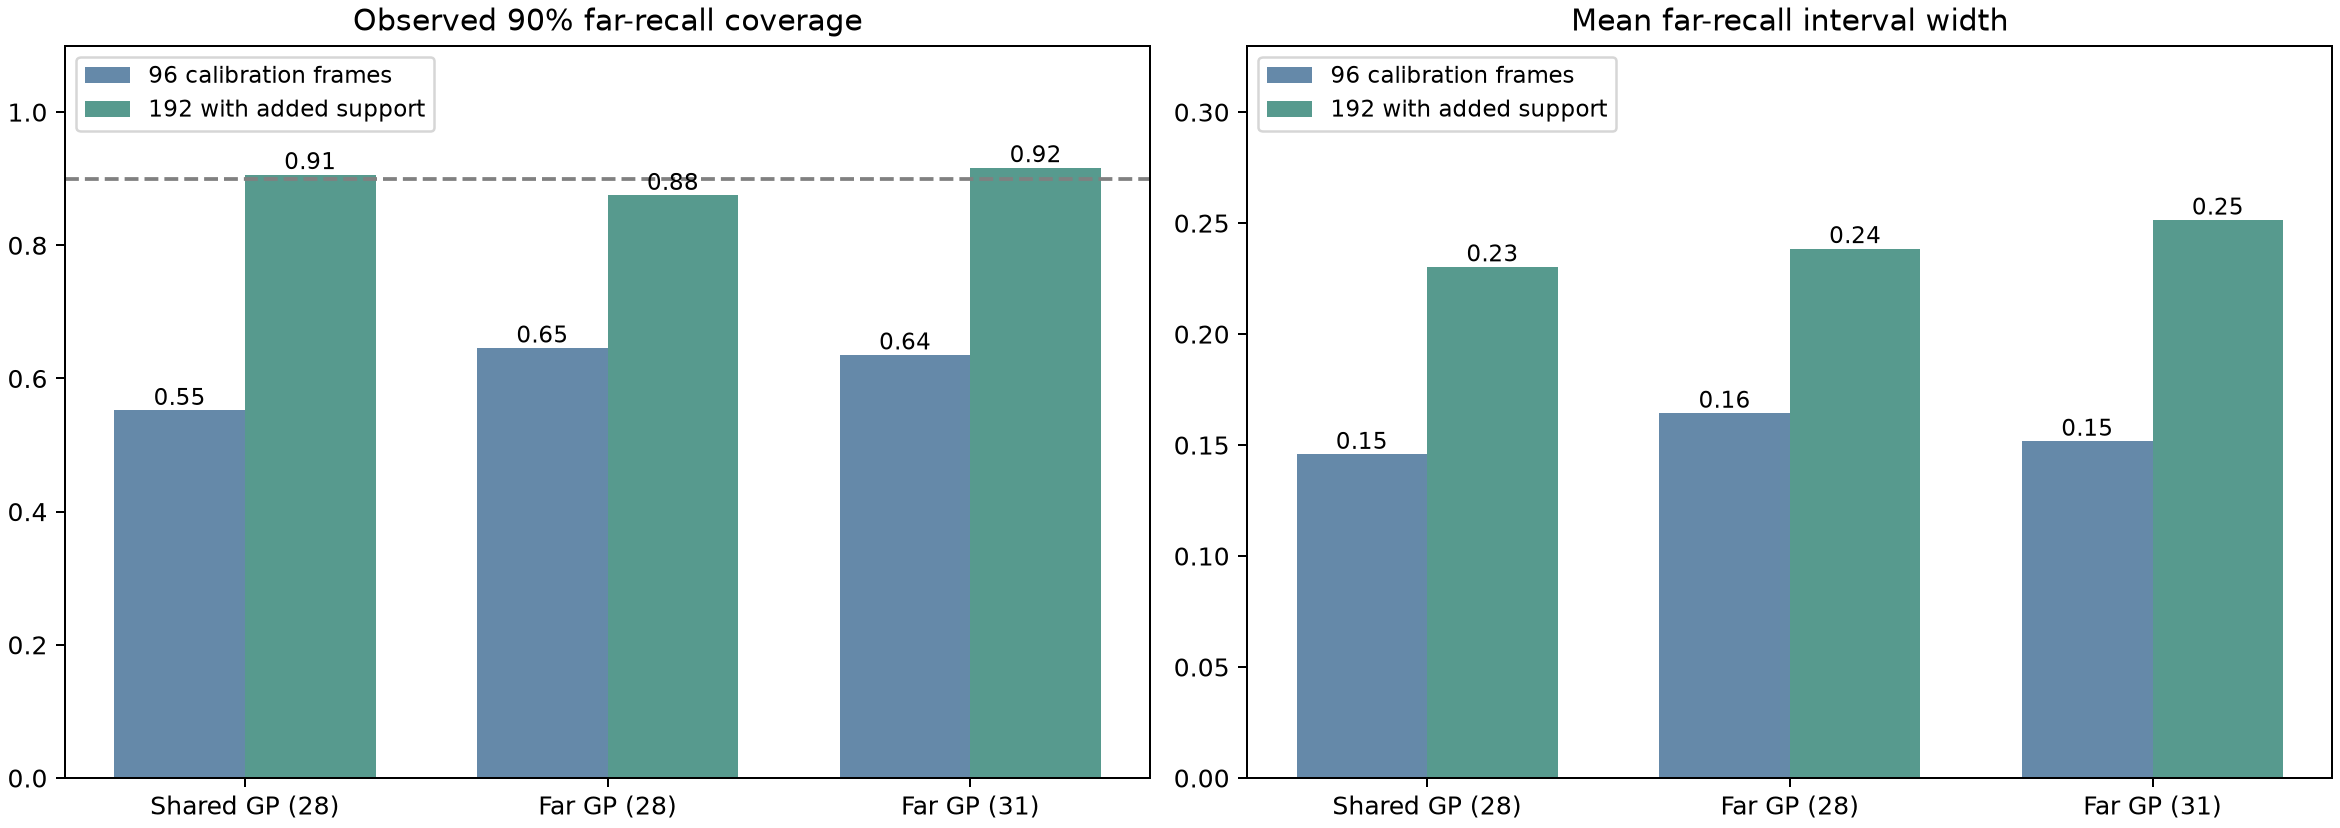 Observed 90% far-recall coverage
96 calibration frames
192 with added support
1.0
0.8
0.6
0.4
0.2
0.0
0.55
0.91
0.65
0.88
0.64
0.92
Shared GP (28)
Far GP (28)
Far GP (31)
Mean far-recall interval width
96 calibration frames
192 with added support
0.30
0.25
0.20
0.15
0.10
0.05
0.00
0.15
0.23
0.16
0.24
0.15
0.25
Shared GP (28)
Far GP (28)
Far GP (31)